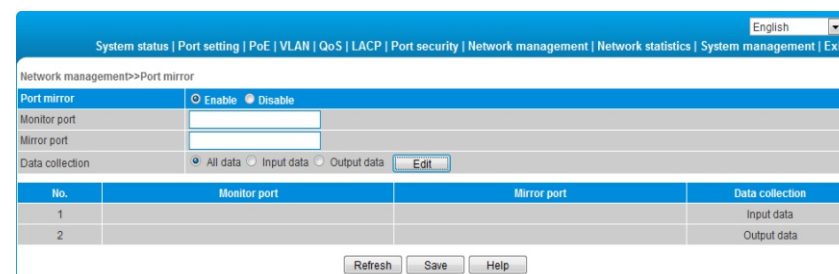 English
System status | Port setting | PoE | VLAN | QoS | LACP | Port security | Network management | Network statistics | System management | Ex
Network management>>Port mirror
Port mirror Enable Disable
Monitor port
Mirror port
Data collection All data Input data Output data Edit
No. Monitor port Mirror port Data collection
1 Input data
2 Output data
Refresh Save Help